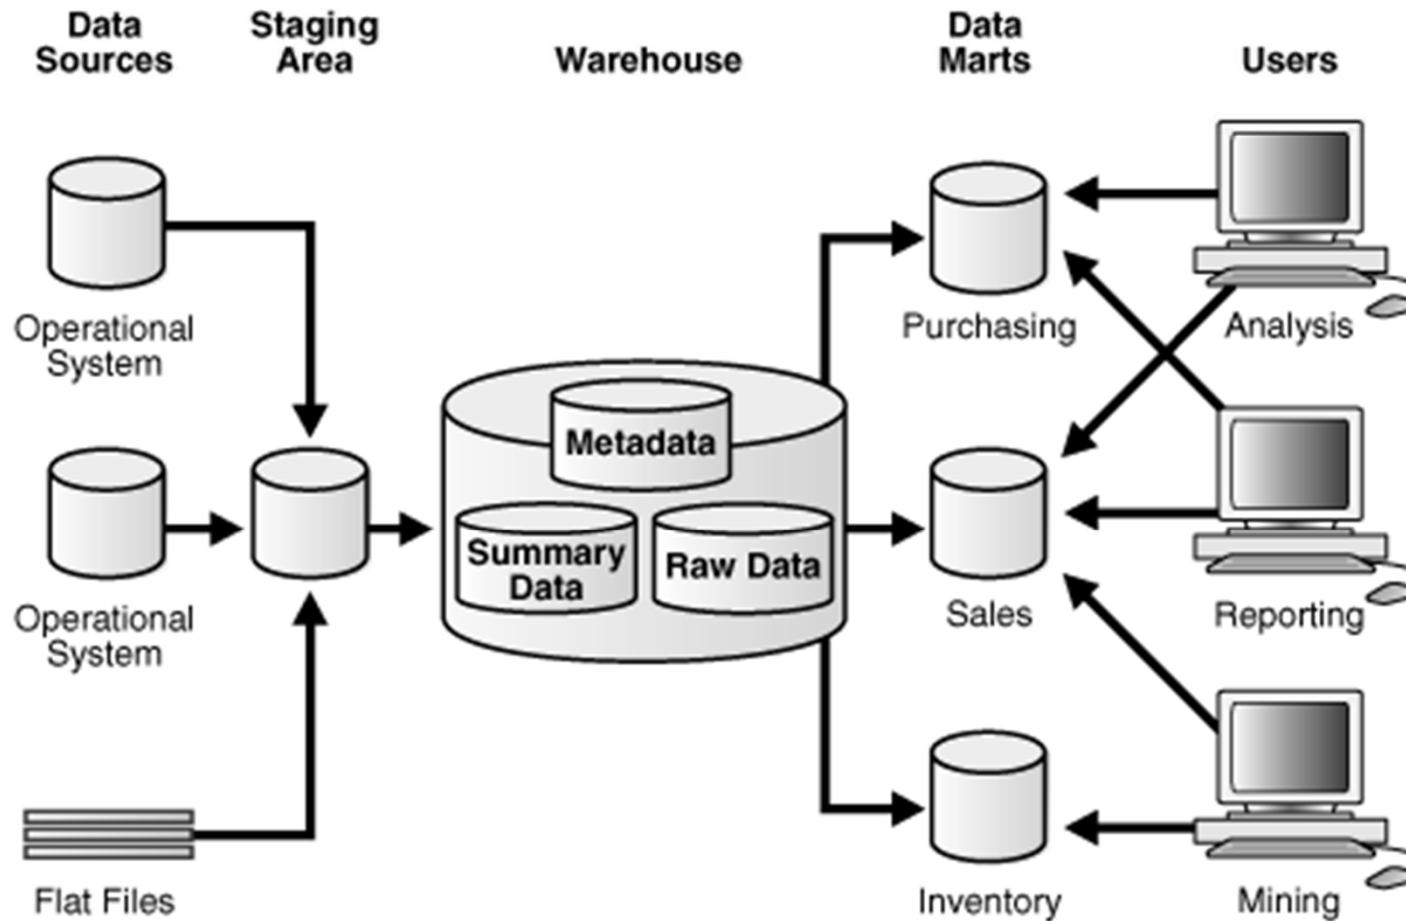 Data
Sources
Staging
Area
Warehouse
Data
Marts
Users
Operational
System
Operational
System
Flat Files
Metadata
Summary
Data
Raw Data
Purchasing
Sales
Inventory
Analysis
Reporting
Mining